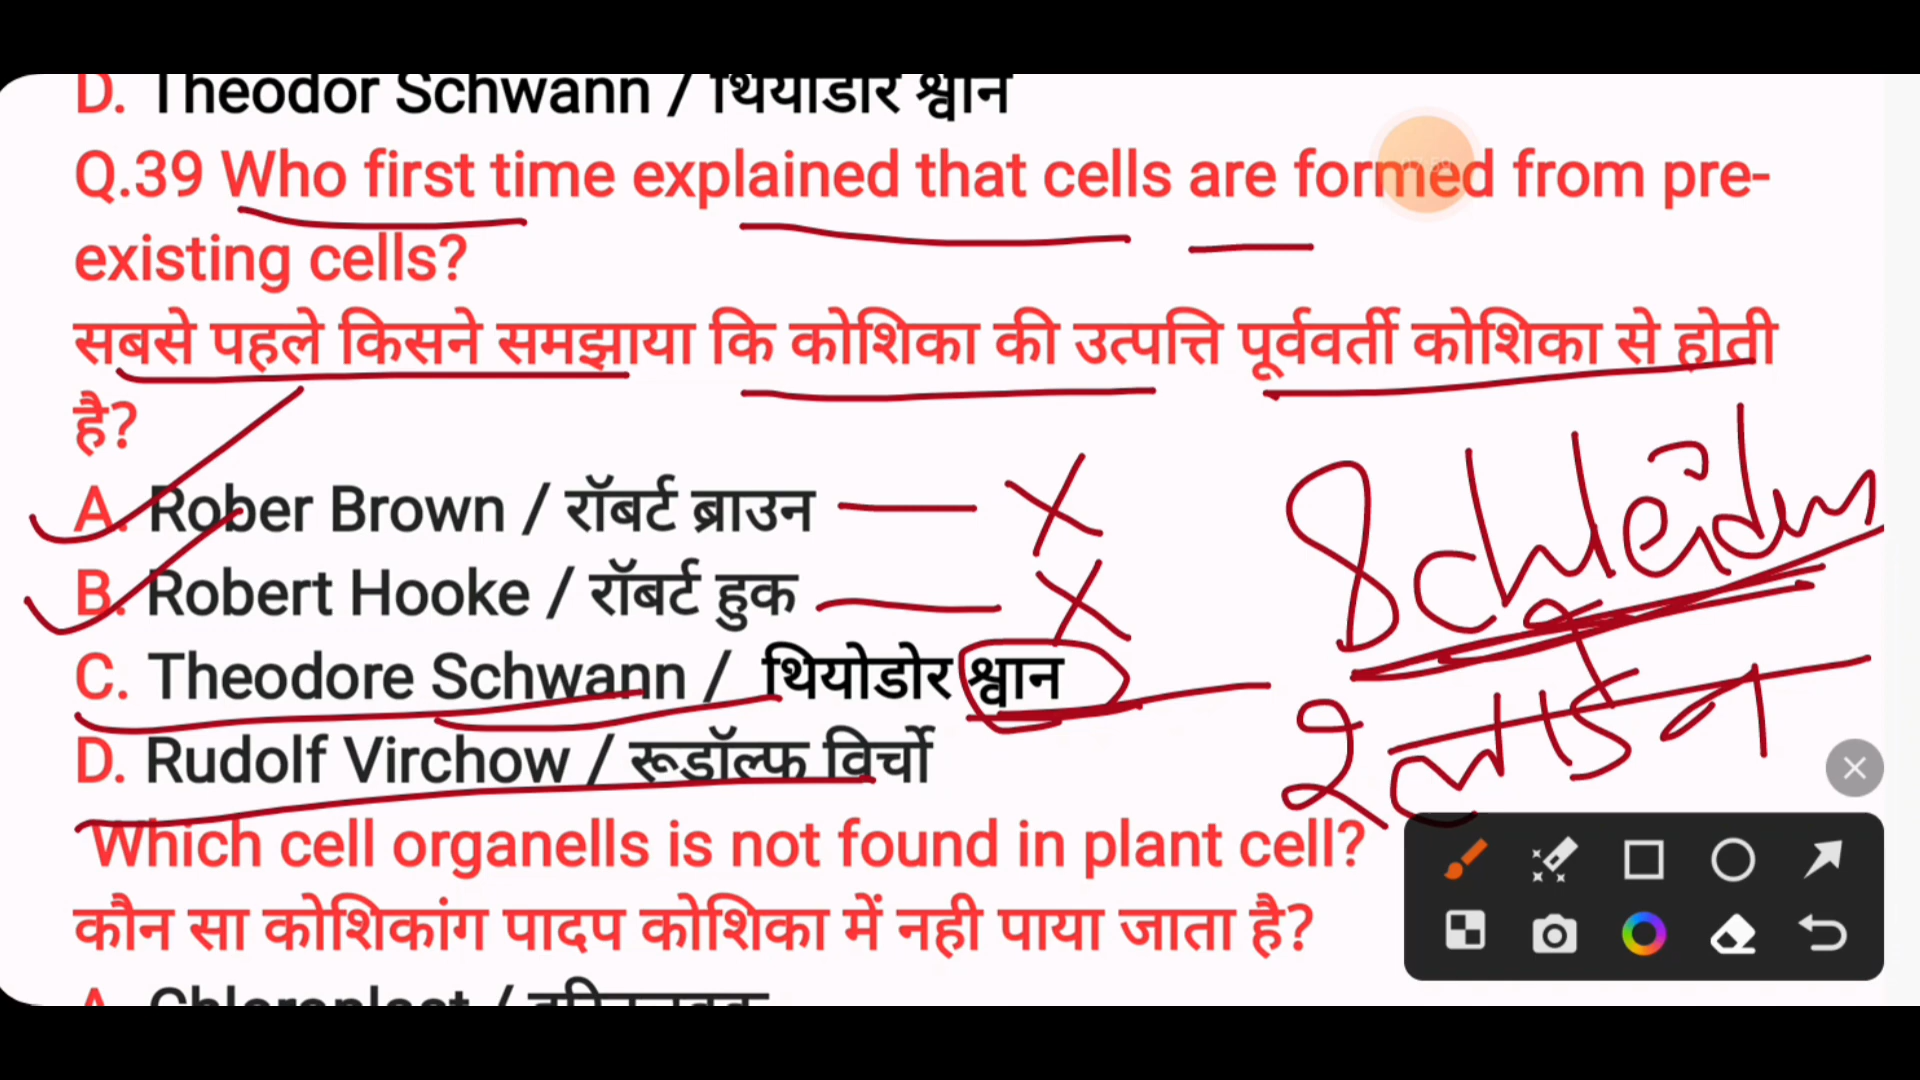 D. Theodor Schwann / थियोडोर श्वान
Q.39 Who first time explained that cells are formed from pre-
existing cells?
सबसे पहले किसने समझाया कि कोशिका की उत्पत्ति पूर्ववर्ती कोशिका से होती
है?
A. Rober Brown / रॉबर्ट ब्राउन
B. Robert Hooke / रॉबर्ट हुक
C. Theodore Schwann / थियोडोर श्वान
D. Rudolf Virchow / रूडॉल्फ विर्चो
Which cell organells is not found in plant cell?
कौन सा कोशिकांग पादप कोशिका में नही पाया जाता है?
A. Chloroplast /